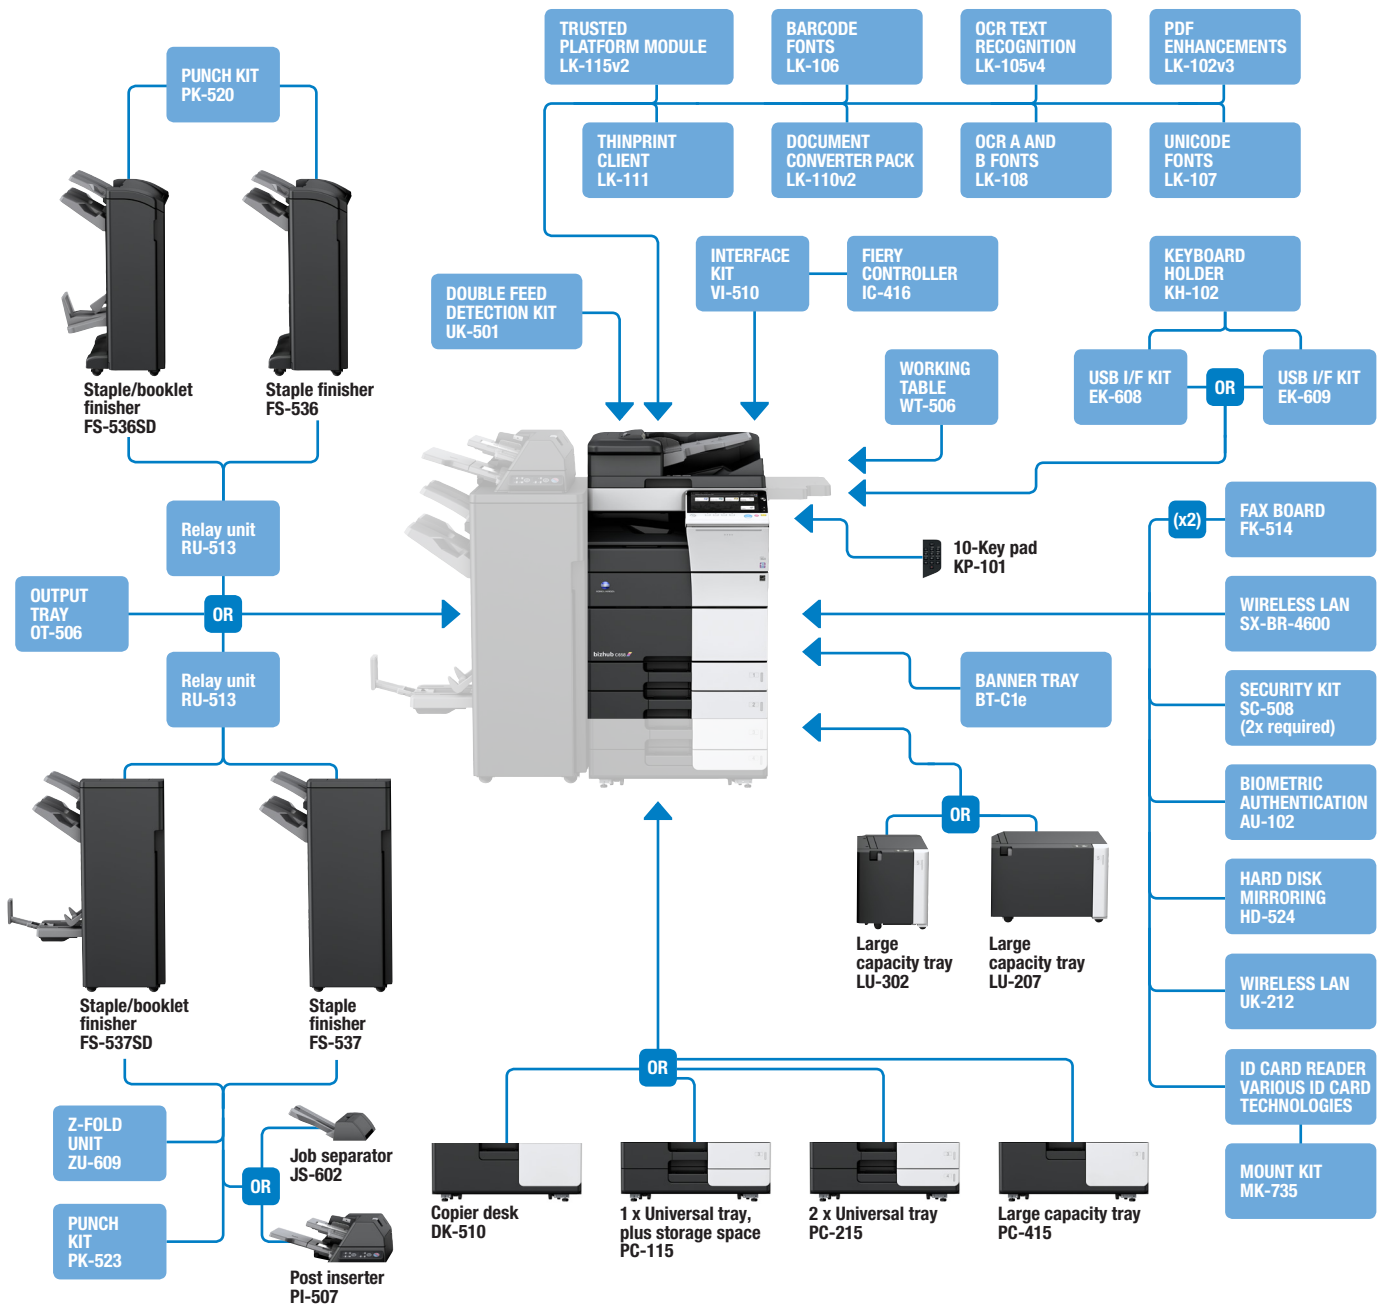 TRUSTED
PLATFORM MODULE
LK-115v2
BARCODE
FONTS
LK-106
OCR TEXT
RECOGNITION
LK-105v4
PDF
ENHANCEMENTS
LK-102v3
PUNCH KIT
PK-520
THINPRINT
CLIENT
LK-111
DOCUMENT
CONVERTER PACK
LK-110v2
OCR A AND
B FONTS
LK-108
UNICODE
FONTS
LK-107
INTERFACE
KIT
VI-510
FIERY
CONTROLLER
IC-416
KEYBOARD
HOLDER
KH-102
DOUBLE FEED
DETECTION KIT
UK-501
WORKING
TABLE
WT-506
USB I/F KIT
EK-608
OR
USB I/F KIT
EK-609
Staple/booklet
finisher
FS-536SD
Staple finisher
FS-536
Relay unit
RU-513
(x2)
FAX BOARD
FK-514
10-Key pad
KP-101
OUTPUT
TRAY
OT-506
OR
WIRELESS LAN
SX-BR-4600
bizhub C658
Relay unit
RU-513
BANNER TRAY
BT-C1e
SECURITY KIT
SC-508
(2x required)
BIOMETRIC
AUTHENTICATION
AU-102
OR
HARD DISK
MIRRORING
HD-524
Large
capacity tray
LU-302
Large
capacity tray
LU-207
WIRELESS LAN
UK-212
Staple/booklet
finisher
FS-537SD
Staple
finisher
FS-537
OR
ID CARD READER
VARIOUS ID CARD
TECHNOLOGIES
Z-FOLD
UNIT
ZU-609
Job separator
JS-602
OR
MOUNT KIT
MK-735
PUNCH
KIT
PK-523
Post inserter
PI-507
Copier desk
DK-510
1 x Universal tray,
plus storage space
PC-115
2 x Universal tray
PC-215
Large capacity tray
PC-415